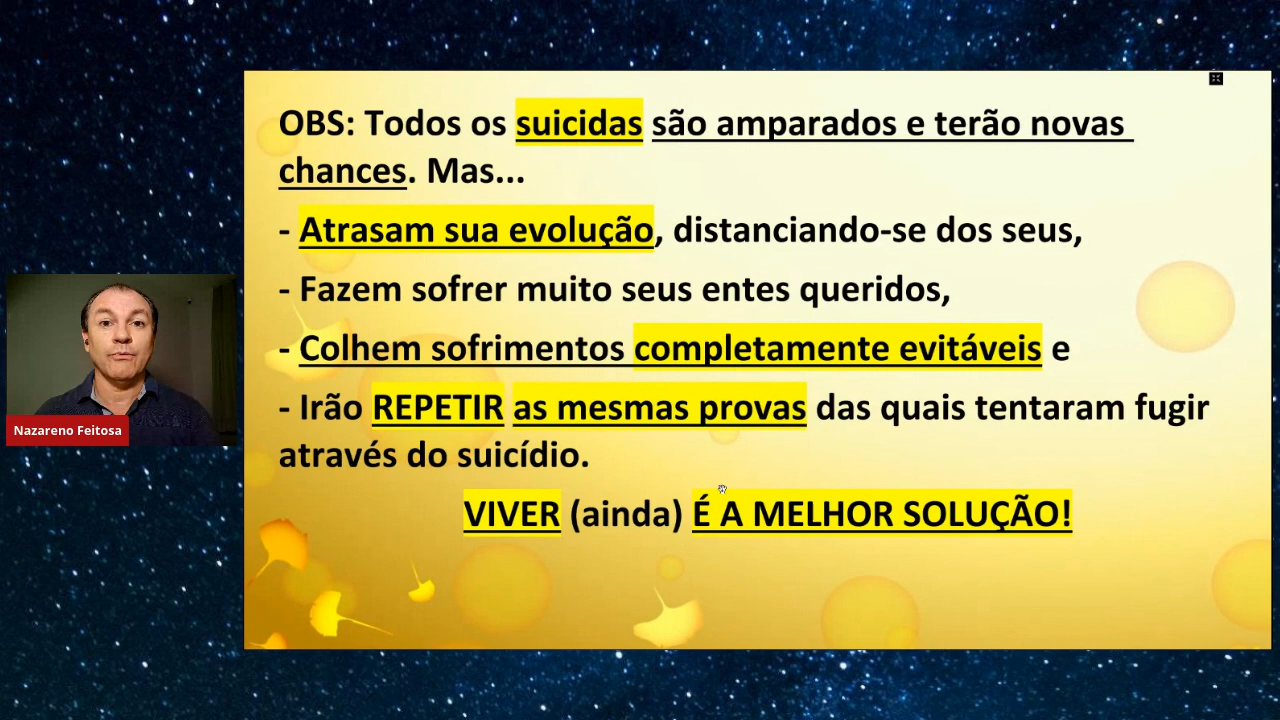 OBS: Todos os suicidas são amparados e terão novas
chances. Mas...
- Atrasam sua evolução, distanciando-se dos seus,
- Fazem sofrer muito seus entes queridos,
- Colhem sofrimentos completamente evitáveis e
- Irão REPETIR as mesmas provas das quais tentaram fugir
através do suicídio.
VIVER (ainda) É A MELHOR SOLUÇÃO!
Nazareno Feitosa